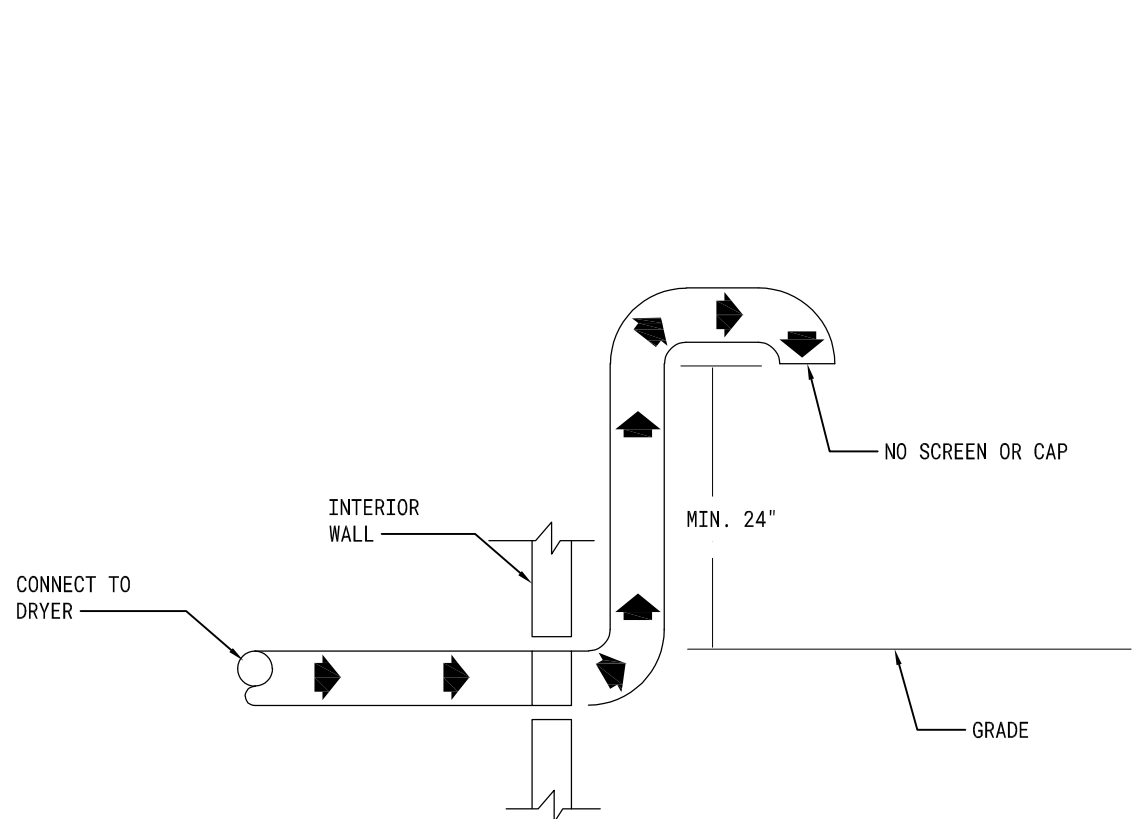 NO SCREEN OR CAP
INTERIOR
WALL
MIN. 24"
CONNECT TO
DRYER
GRADE